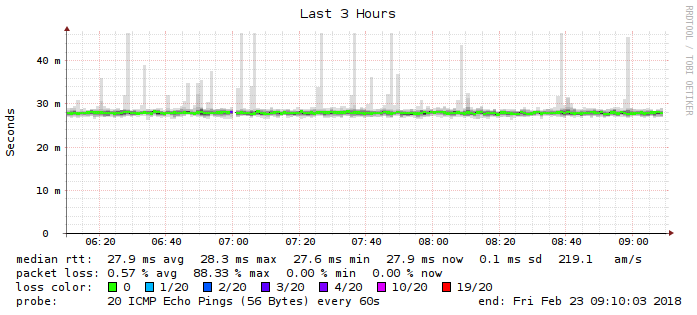 Last 3 Hours
RRDTOOL / TOBI OETIKER
Seconds
40 m
30 m
20 m
10 m
0
06:20 06:40 07:00 07:20 07:40 08:00 08:20 08:40 09:00
median rtt: 27.9 ms avg 28.3 ms max 27.6 ms min 27.9 ms now 0.1 ms sd 219.1 am/s
packet loss: 0.57 % avg 88.33 % max 0.00 % min 0.00 % now
loss color: 0 1/20 2/20 3/20 4/20 10/20 19/20
probe: 20 ICMP Echo Pings (56 Bytes) every 60s end: Fri Feb 23 09:10:03 2018